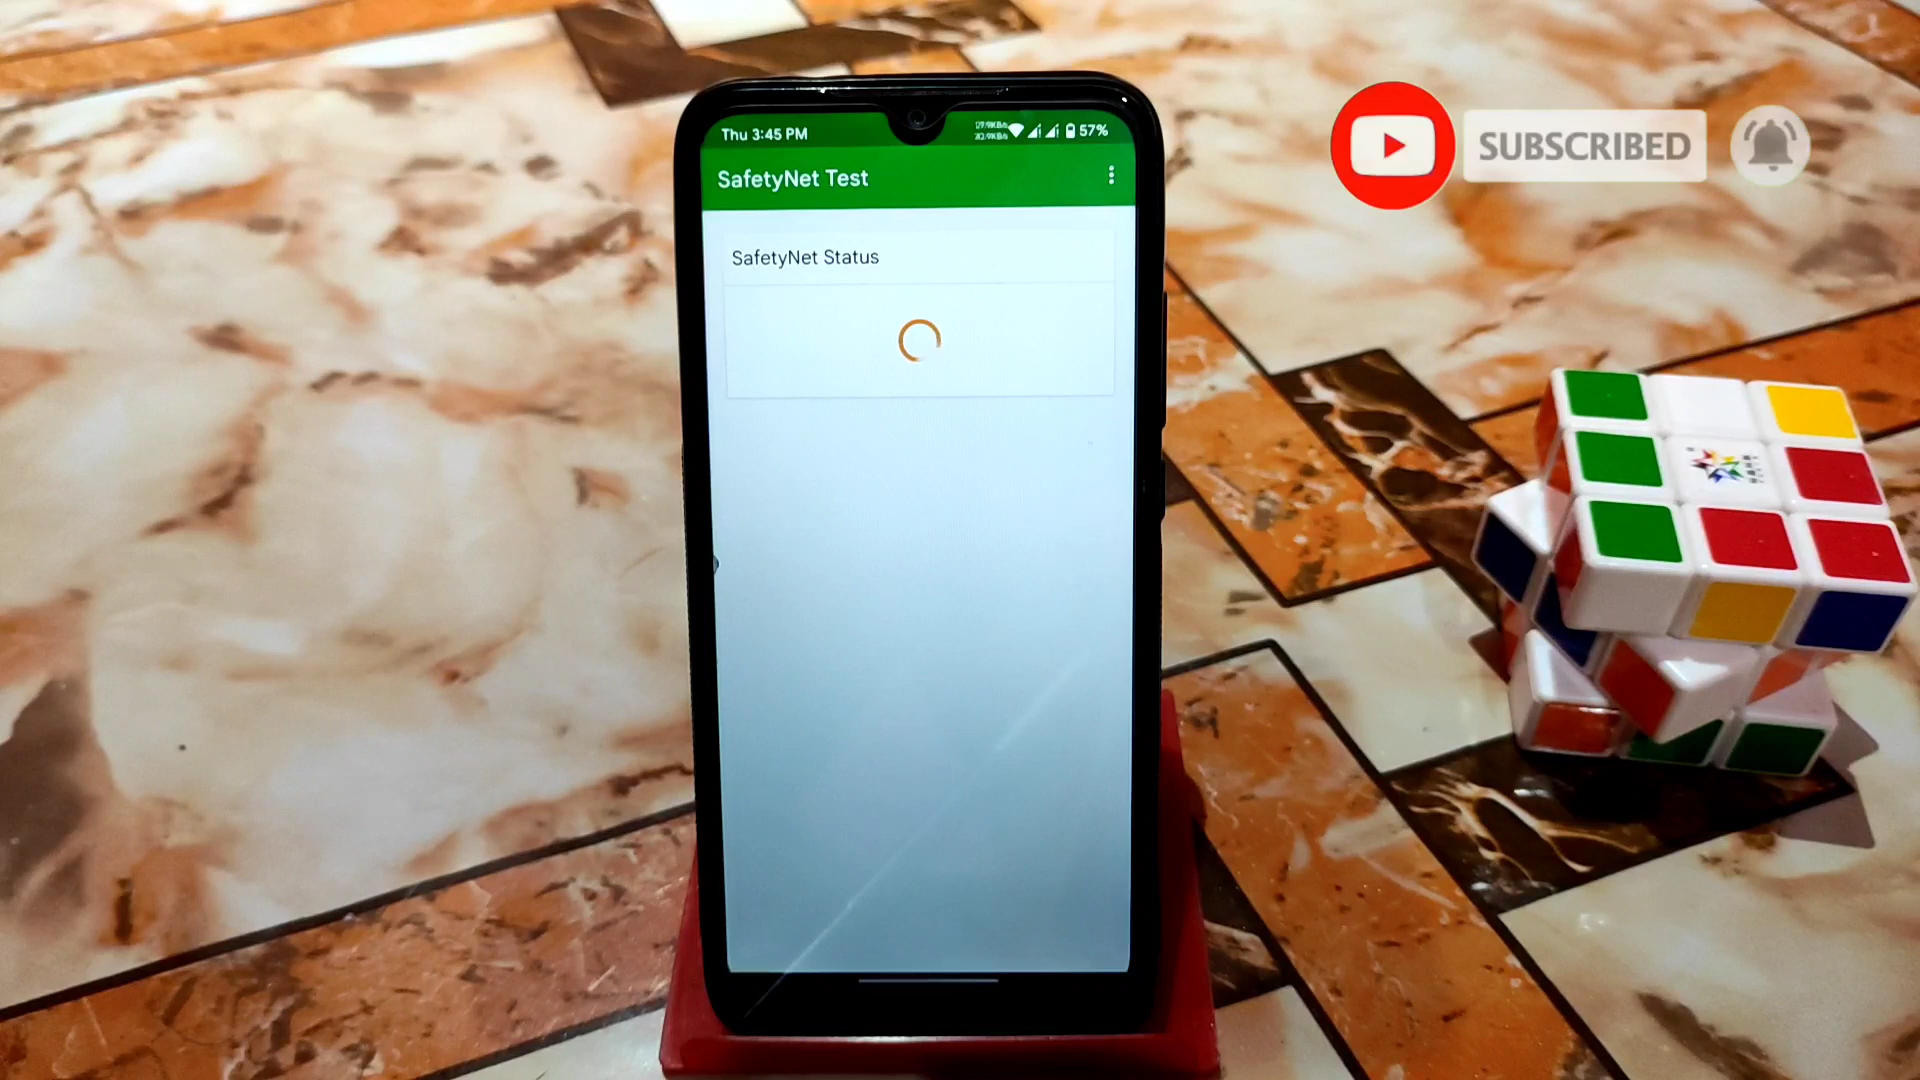 Thu 3:45 PM
57%
SafetyNet Test
SafetyNet Status
SUBSCRIBED